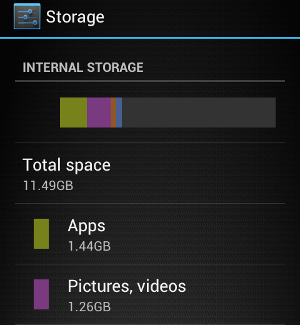 Storage
INTERNAL STORAGE
Total space
11.49GB
Apps
1.44GB
Pictures, videos
1.26GB